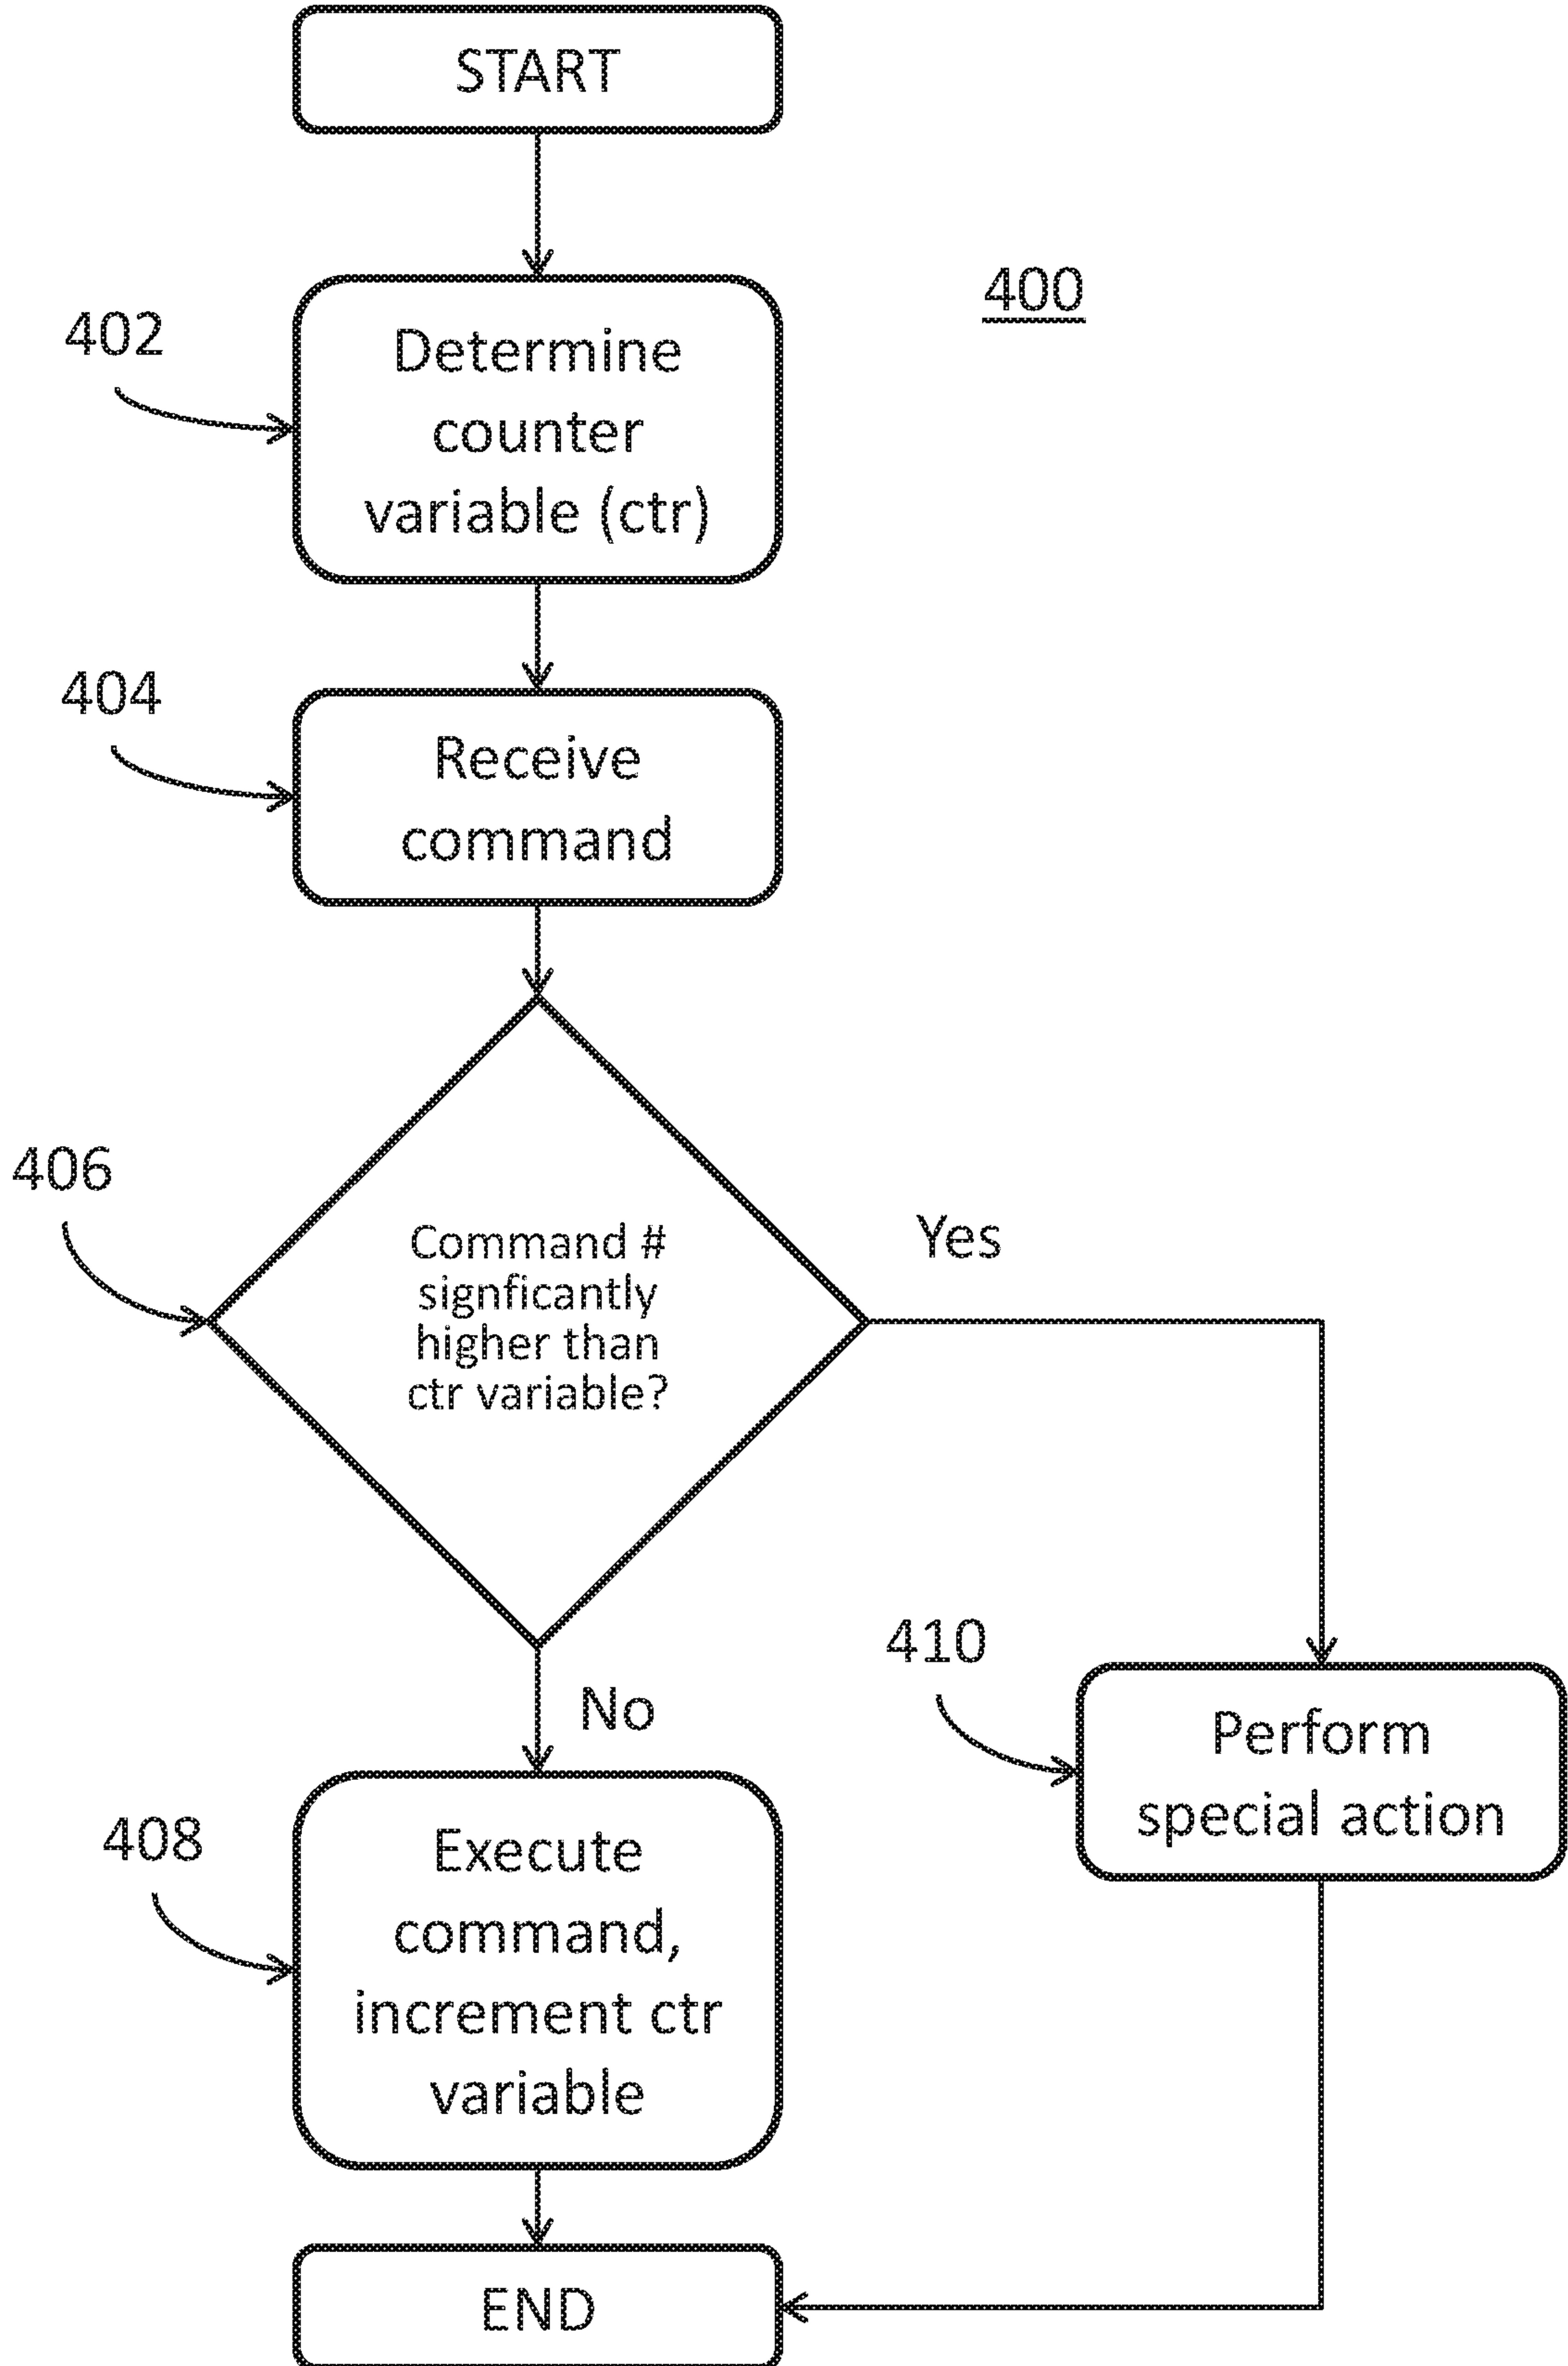 START
400
402
Determine
counter
variable (ctr)
404
Receive
command
406
Command #
signficantly
higher than
ctr variable?
Yes
No
410
Perform
special action
408
Execute
command,
increment ctr
variable
END